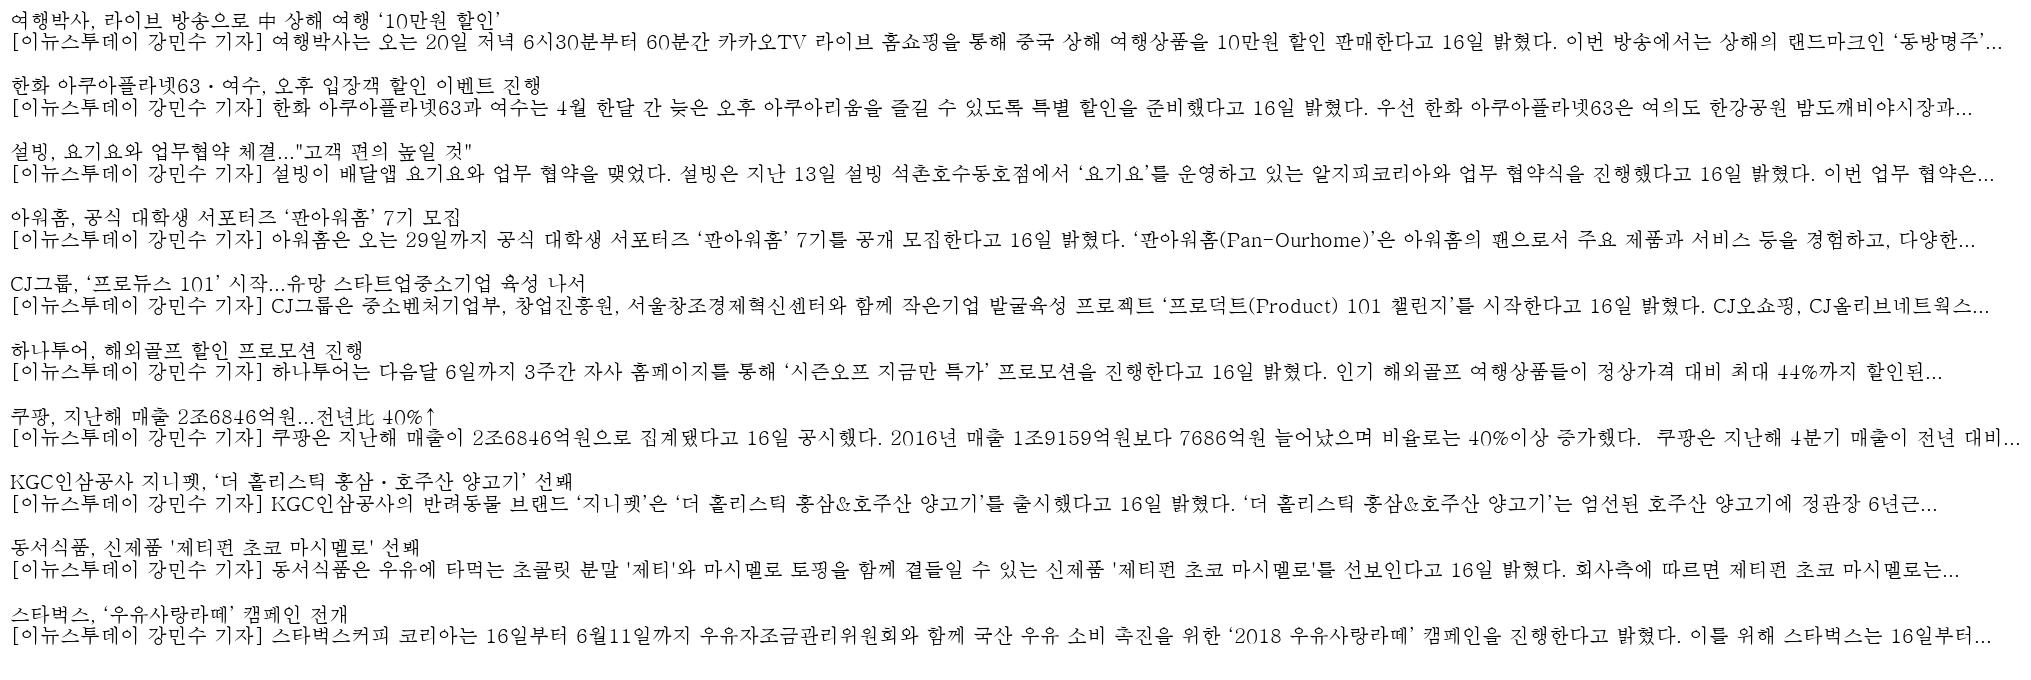 여행박사, 라이브 방송으로 中 상해 여행 ‘10만원 할인’
[이뉴스투데이 강민수 기자] 여행박사는 오는 20일 저녁 6시30분부터 60분간 카카오TV 라이브 홈쇼핑을 통해 중국 상해 여행상품을 10만원 할인 판매한다고 16일 밝혔다. 이번 방송에서는 상해의 랜드마크인 ‘동방명주’...
한화 아쿠아플라넷63・여수, 오후 입장객 할인 이벤트 진행
[이뉴스투데이 강민수 기자] 한화 아쿠아플라넷63과 여수는 4월 한달 간 늦은 오후 아쿠아리움을 즐길 수 있도록 특별 할인을 준비했다고 16일 밝혔다. 우선 한화 아쿠아플라넷63은 여의도 한강공원 밤도깨비야시장과...
설빙, 요기요와 업무협약 체결..."고객 편의 높일 것"
[이뉴스투데이 강민수 기자] 설빙이 배달앱 요기요와 업무 협약을 맺었다. 설빙은 지난 13일 설빙 석촌호수동호점에서 ‘요기요’를 운영하고 있는 알지피코리아와 업무 협약식을 진행했다고 16일 밝혔다. 이번 업무 협약은...
아워홈, 공식 대학생 서포터즈 ‘판아워홈’ 7기 모집
[이뉴스투데이 강민수 기자] 아워홈은 오는 29일까지 공식 대학생 서포터즈 ‘판아워홈’ 7기를 공개 모집한다고 16일 밝혔다. ‘판아워홈(Pan-Ourhome)’은 아워홈의 팬으로서 주요 제품과 서비스 등을 경험하고, 다양한...
CJ그룹, ‘프로듀스 101’ 시작...유망 스타트업중소기업 육성 나서
[이뉴스투데이 강민수 기자] CJ그룹은 중소벤처기업부, 창업진흥원, 서울창조경제혁신센터와 함께 작은기업 발굴육성 프로젝트 ‘프로덕트(Product) 101 챌린지’를 시작한다고 16일 밝혔다. CJ오쇼핑, CJ올리브네트웍스...
하나투어, 해외골프 할인 프로모션 진행
[이뉴스투데이 강민수 기자] 하나투어는 다음달 6일까지 3주간 자사 홈페이지를 통해 ‘시즌오프 지금만 특가’ 프로모션을 진행한다고 16일 밝혔다. 인기 해외골프 여행상품들이 정상가격 대비 최대 44%까지 할인된...
쿠팡, 지난해 매출 2조6846억원...전년比 40%↑
[이뉴스투데이 강민수 기자] 쿠팡은 지난해 매출이 2조6846억원으로 집계됐다고 16일 공시했다. 2016년 매출 1조9159억원보다 7686억원 늘어났으며 비율로는 40%이상 증가했다.  쿠팡은 지난해 4분기 매출이 전년 대비...
KGC인삼공사 지니펫, ‘더 홀리스틱 홍삼・호주산 양고기’ 선봬
[이뉴스투데이 강민수 기자] KGC인삼공사의 반려동물 브랜드 ‘지니펫’은 ‘더 홀리스틱 홍삼&호주산 양고기’를 출시했다고 16일 밝혔다. ‘더 홀리스틱 홍삼&호주산 양고기’는 엄선된 호주산 양고기에 정관장 6년근...
동서식품, 신제품 '제티펀 초코 마시멜로' 선봬
[이뉴스투데이 강민수 기자] 동서식품은 우유에 타먹는 초콜릿 분말 '제티'와 마시멜로 토핑을 함께 곁들일 수 있는 신제품 '제티펀 초코 마시멜로'를 선보인다고 16일 밝혔다. 회사측에 따르면 제티펀 초코 마시멜로는...
스타벅스, ‘우유사랑라떼’ 캠페인 전개
[이뉴스투데이 강민수 기자] 스타벅스커피 코리아는 16일부터 6월11일까지 우유자조금관리위원회와 함께 국산 우유 소비 촉진을 위한 ‘2018 우유사랑라떼’ 캠페인을 진행한다고 밝혔다. 이를 위해 스타벅스는 16일부터...